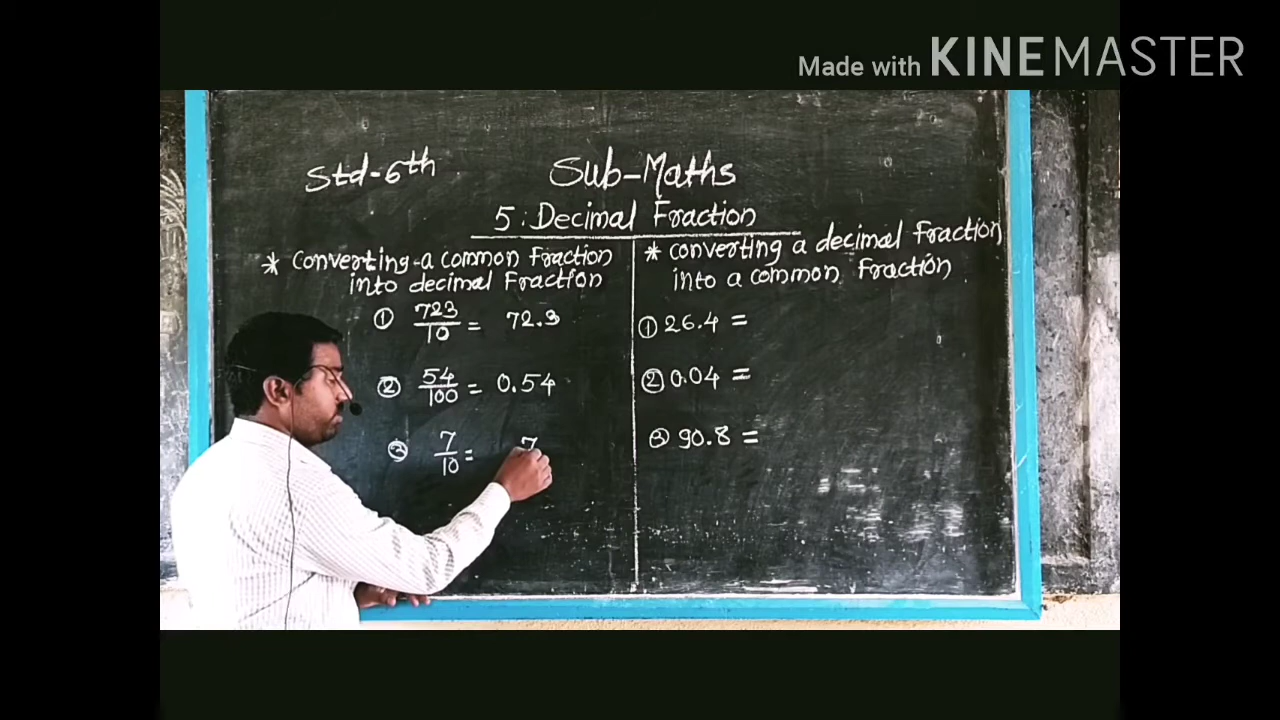 Made with KINEMASTER
Std-6th
Sub-Maths
5:Decimal Fraction
* Converting a common Fraction
into decimal Fraction
① 723/10 = 72.3
② 54/100 = 0.54
③ 7/10 = 7
* Converting a decimal Fraction
into a common Fraction
① 26.4 =
② 0.04 =
③ 90.8 =